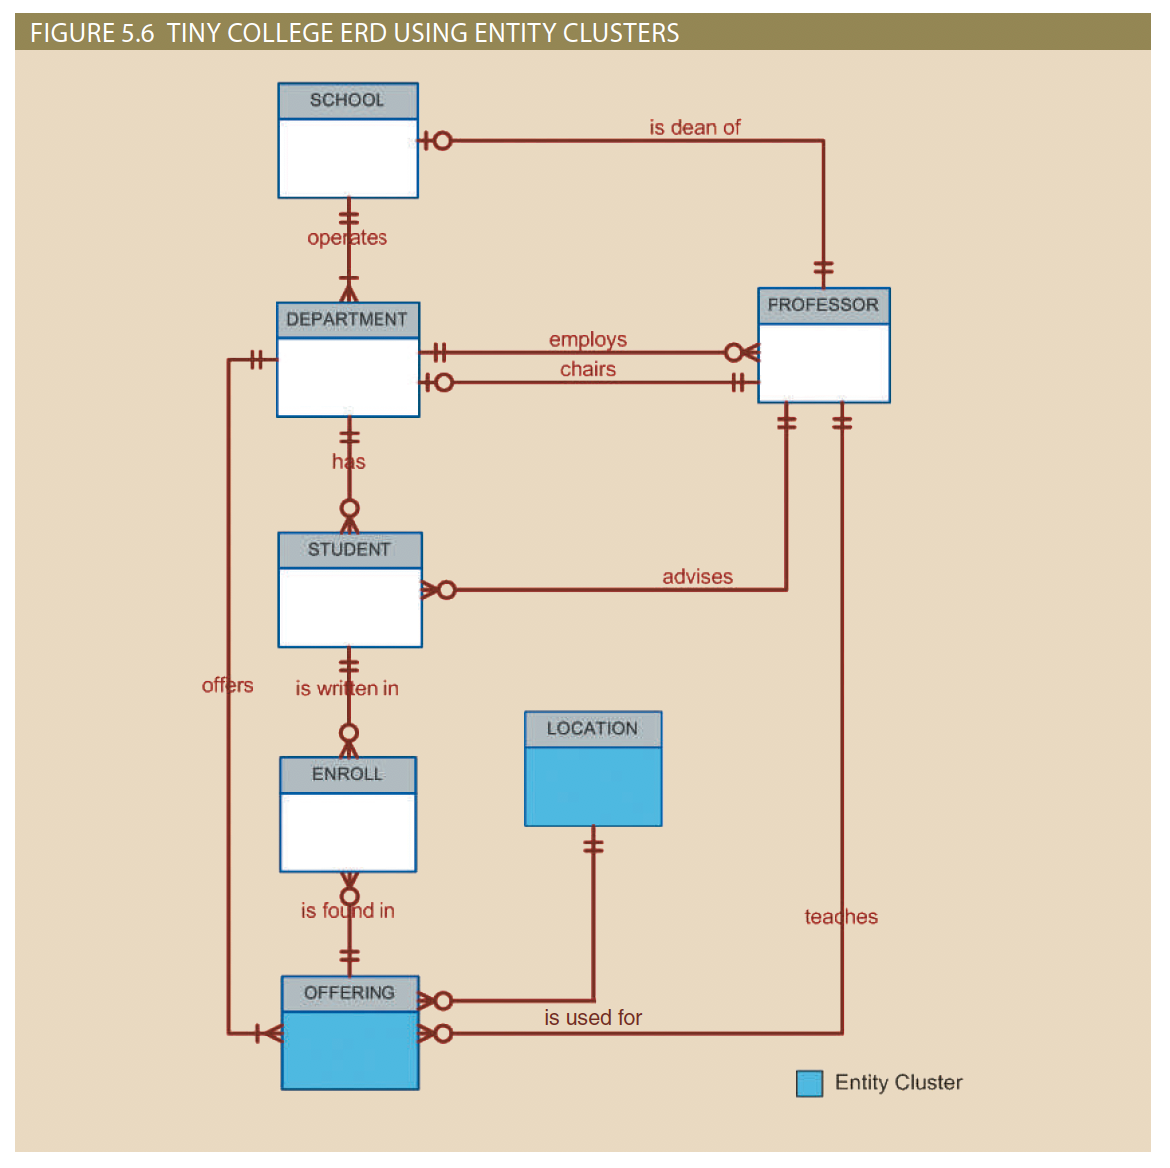 FIGURE 5.6 TINY COLLEGE ERD USING ENTITY CLUSTERS
SCHOOL
is dean of
operates
PROFESSOR
DEPARTMENT
employs
chairs
has
STUDENT
advises
offers
is written in
LOCATION
ENROLL
is found in
teaches
OFFERING
is used for
Entity Cluster